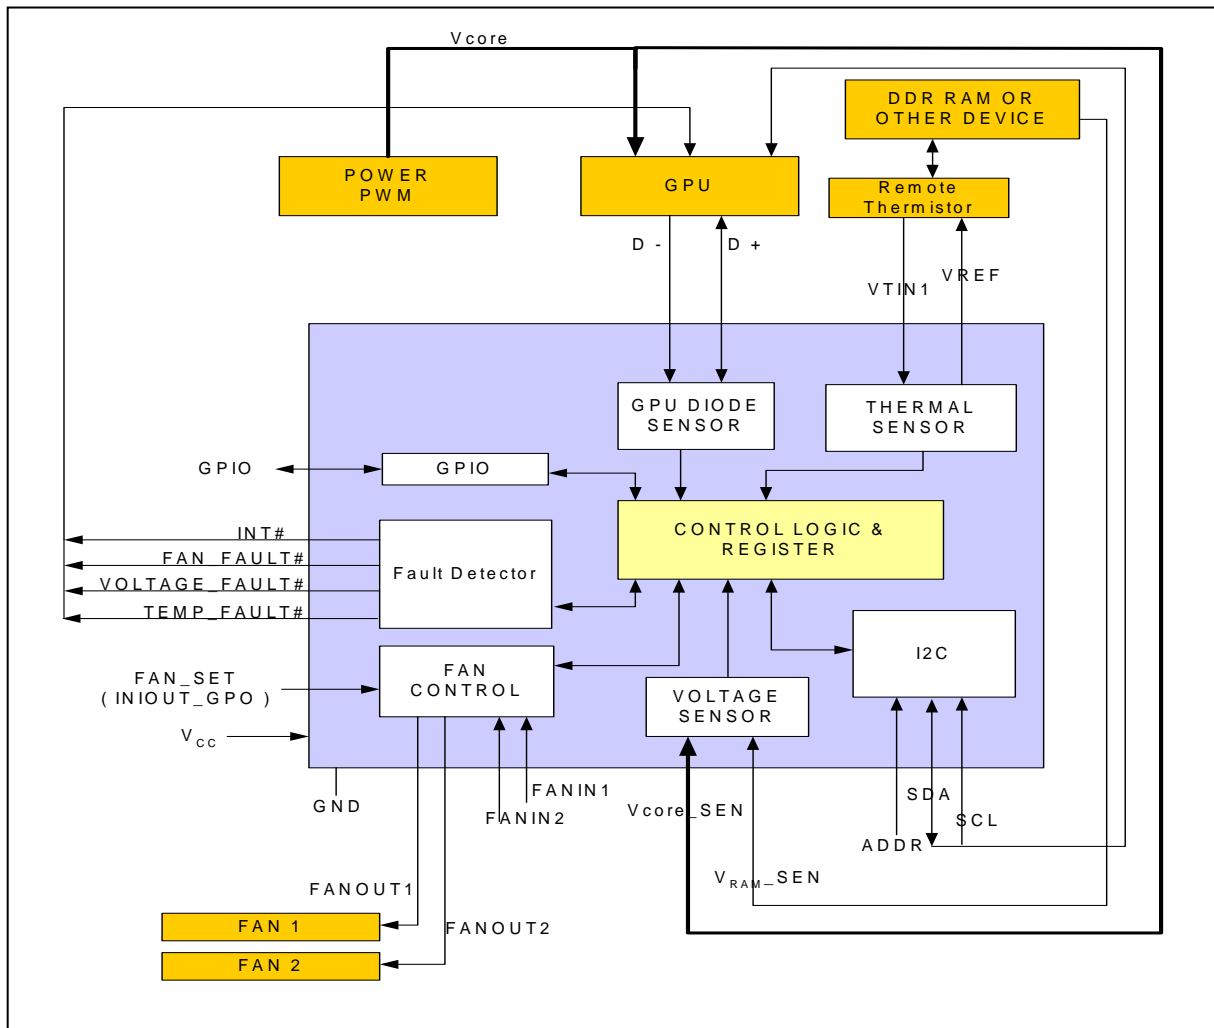 Vcore
DDR RAM OR
OTHER DEVICE
POWER
PWM
GPU
Remote
Thermistor
D -
D +
VTIN1
VREF
GPU DIODE
SENSOR
THERMAL
SENSOR
GPIO
GPIO
CONTROL LOGIC &
REGISTER
INT#
FAN_FAULT#
VOLTAGE_FAULT#
TEMP_FAULT#
Fault Detector
FAN_SET
( INIOUT_GPO )
FAN
CONTROL
I2C
VOLTAGE
SENSOR
VCC
GND
FANIN1
FANIN2
Vcore_SEN
SDA
SCL
ADDR
VRAM_SEN
FANOUT1
FANOUT2
FAN 1
FAN 2